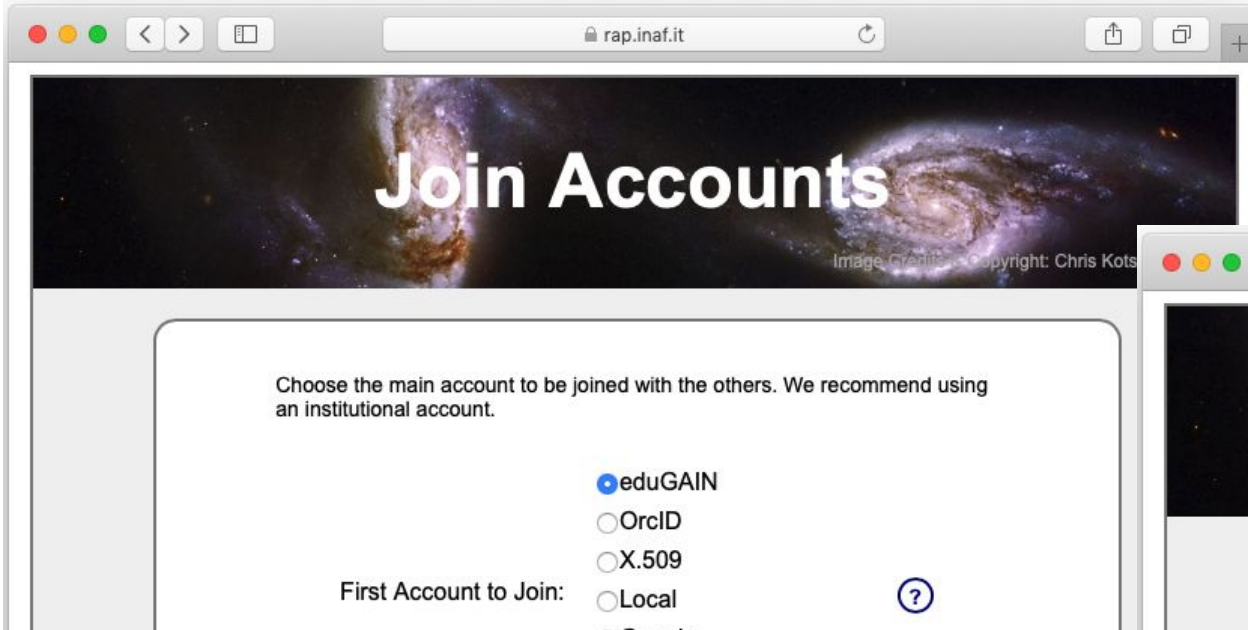 rap.inaf.it
Join Accounts
Image Credits Copyright: Chris Kots
Choose the main account to be joined with the others. We recommend using
an institutional account.
eduGAIN
OrcID
X.509
First Account to Join:
Local
?